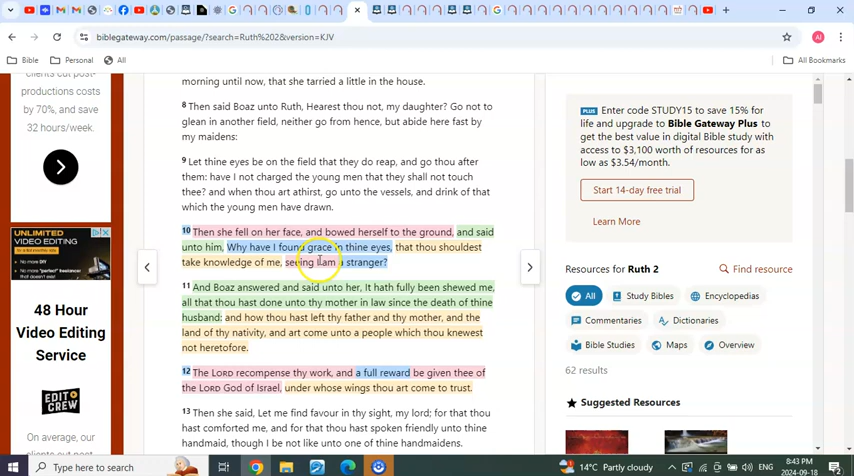 biblegateway.com/passage/?search=Ruth%202&version=KJV
Bible
Personal
All
All Bookmarks
clients cut post-
productions costs
by 70%, and save
32 hours/week.
UNLIMITED
VIDEO EDITING
48 Hour
Video Editing
Service
EDIT
CREW
On average, our
clients cut post-
morning until now, that she tarried a little in the house.
8 Then said Boaz unto Ruth, Hearest thou not, my daughter? Go not
to glean in another field, neither go from hence, but abide here fast by
my maidens:
9 Let thine eyes be on the field that they do reap, and go thou after
them: have I not charged the young men that they shall not touch
thee? and when thou art athirst, go unto the vessels, and drink of that
which the young men have drawn.
10 Then she fell on her face, and bowed herself to the ground, and said
unto him, Why have I found grace in thine eyes, that thou shouldest
take knowledge of me, seeing I am a stranger?
11 And Boaz answered and said unto her, It hath fully been shewed me,
all that thou hast done unto thy mother in law since the death of thine
husband: and how thou hast left thy father and thy mother, and the
land of thy nativity, and art come unto a people which thou knewest
not heretofore.
12 The LORD recompense thy work, and a full reward be given thee of
the LORD God of Israel, under whose wings thou art come to trust.
13 Then she said, Let me find favour in thy sight, my lord; for that thou
hast comforted me, and for that thou hast spoken friendly unto thine
handmaid, though I be not like unto one of thine handmaidens.
PLUS Enter code STUDY15 to save 15% for
life and upgrade to Bible Gateway Plus to
get the best value in digital Bible study with
access to $3,100 worth of resources for as
low as $3.54/month.
Start 14-day free trial
Learn More
Resources for Ruth 2
Find resource
All
Study Bibles
Encyclopedias
Commentaries
Dictionaries
Bible Studies
Maps
Overview
62 results
Suggested Resources
Type here to search
14°C Partly cloudy
ENG
8:43 PM
2024-09-18